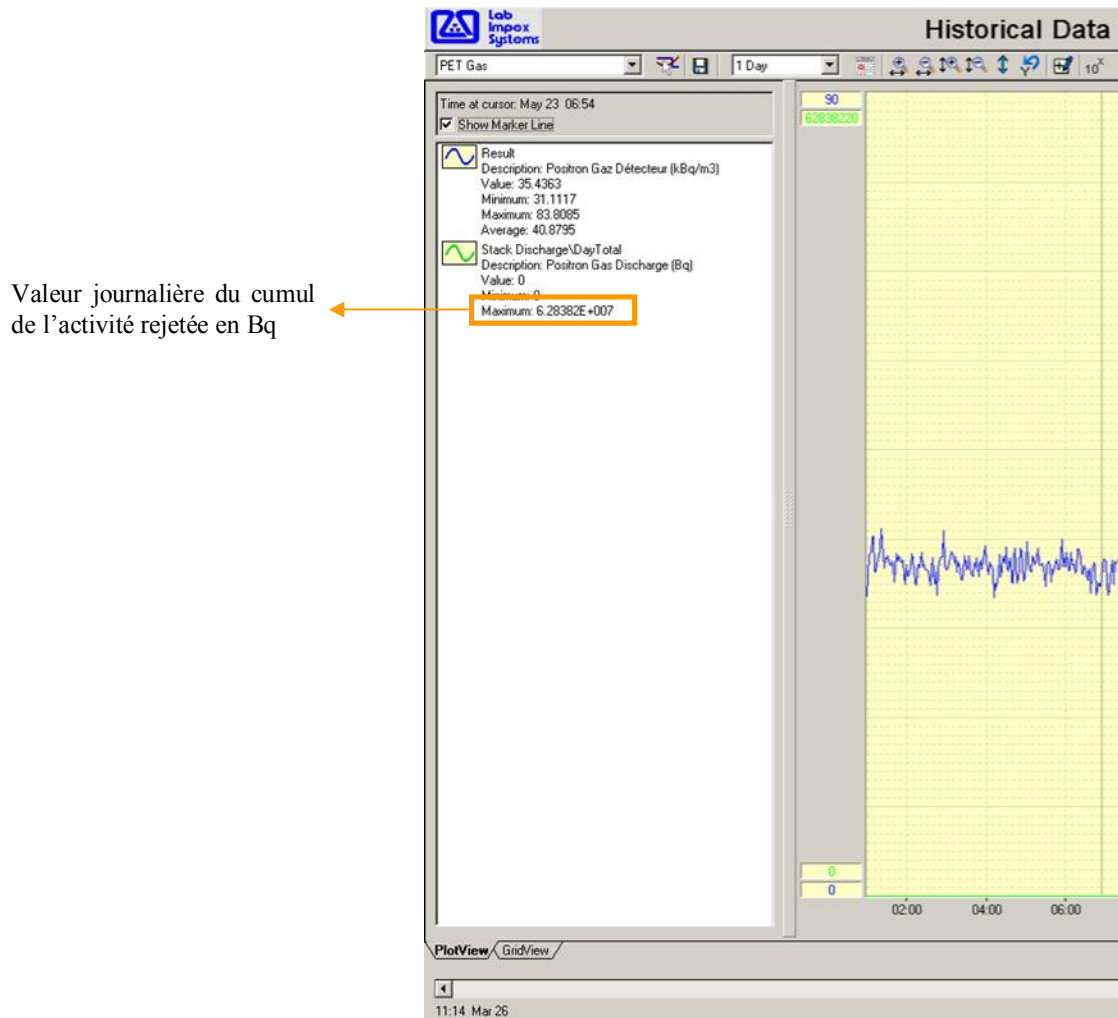 Lab
Impex
Systems
Historical Data
PET Gas
1 Day
10x
Time at cursor: May 23 06:54
Show Marker Line
90
62838220
Result
Description: Positron Gaz Détecteur (kBq/m3)
Value: 35.4363
Minimum: 31.1117
Maximum: 83.8085
Average: 40.8795
Stack Discharge\DayTotal
Description: Positron Gas Discharge (Bq)
Value: 0
Minimum: 0
Maximum: 6.28382E+007
Valeur journalière du cumul
de l’activité rejetée en Bq
0
0
02:00 04:00 06:00
PlotView GridView
11:14 Mar 26